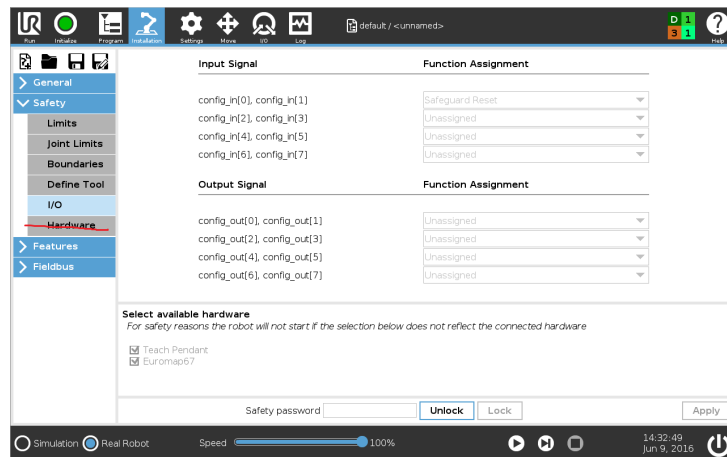 Run Initialize Program Installation Settings Move I/O Log default / <unnamed> D 1 3 1 ? Help
General
Safety
Limits
Joint Limits
Boundaries
Define Tool
I/O
Hardware
Features
Fieldbus
Input Signal Function Assignment
config_in[0], config_in[1] Safeguard Reset
config_in[2], config_in[3] Unassigned
config_in[4], config_in[5] Unassigned
config_in[6], config_in[7] Unassigned
Output Signal Function Assignment
config_out[0], config_out[1] Unassigned
config_out[2], config_out[3] Unassigned
config_out[4], config_out[5] Unassigned
config_out[6], config_out[7] Unassigned
Select available hardware
For safety reasons the robot will not start if the selection below does not reflect the connected hardware
Teach Pendant
Euromap67
Safety password Unlock Lock Apply
Simulation Real Robot Speed 100% 14:32:49
Jun 9, 2016